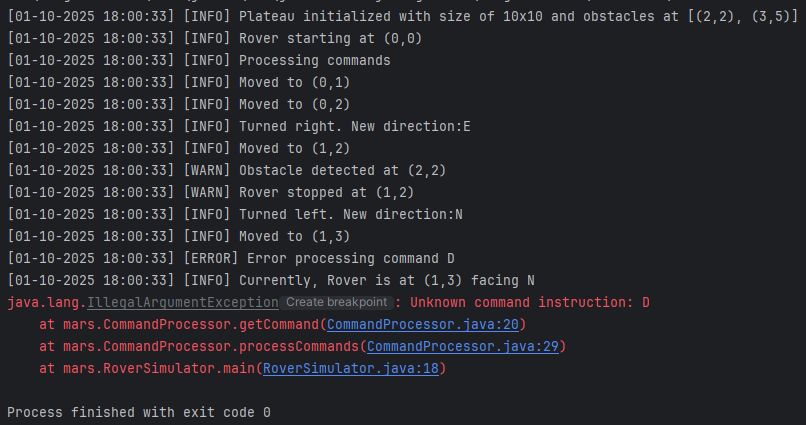 [01-10-2025 18:00:33] [INFO] Plateau initialized with size of 10x10 and obstacles at [(2,2), (3,5)]
[01-10-2025 18:00:33] [INFO] Rover starting at (0,0)
[01-10-2025 18:00:33] [INFO] Processing commands
[01-10-2025 18:00:33] [INFO] Moved to (0,1)
[01-10-2025 18:00:33] [INFO] Moved to (0,2)
[01-10-2025 18:00:33] [INFO] Turned right. New direction:E
[01-10-2025 18:00:33] [INFO] Moved to (1,2)
[01-10-2025 18:00:33] [WARN] Obstacle detected at (2,2)
[01-10-2025 18:00:33] [WARN] Rover stopped at (1,2)
[01-10-2025 18:00:33] [INFO] Turned left. New direction:N
[01-10-2025 18:00:33] [INFO] Moved to (1,3)
[01-10-2025 18:00:33] [ERROR] Error processing command D
[01-10-2025 18:00:33] [INFO] Currently, Rover is at (1,3) facing N
java.lang.IllegalArgumentException Create breakpoint : Unknown command instruction: D
    at mars.CommandProcessor.getCommand(CommandProcessor.java:20)
    at mars.CommandProcessor.processCommands(CommandProcessor.java:29)
    at mars.RoverSimulator.main(RoverSimulator.java:18)
Process finished with exit code 0